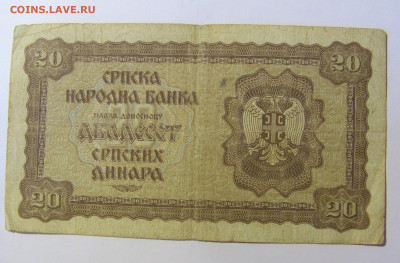 COINS.LAVE.RU
20 20
СРПСКА
НАРОДНА БАНКА
ПЛАЋА ДОНОСИОЦУ
ДВАДЕСЕТ
СРПСКИХ
ДИНАРА
20 20